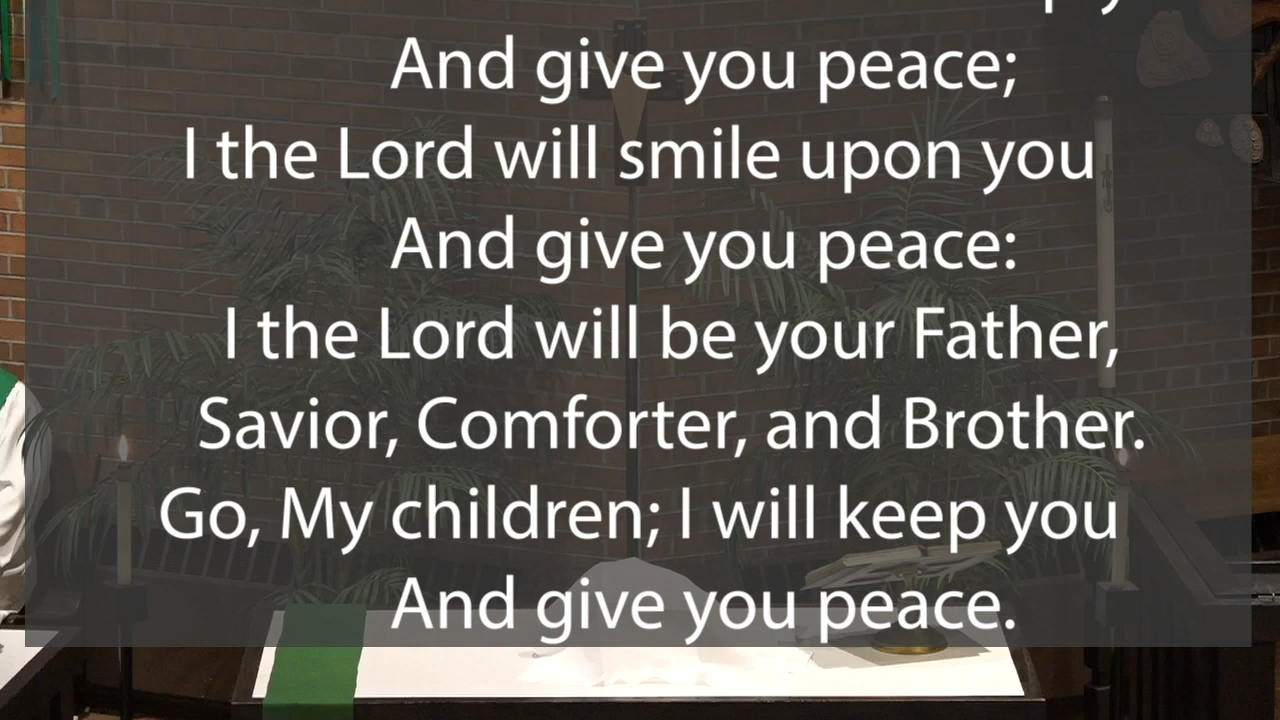 And give you peace;
I the Lord will smile upon you
And give you peace:
I the Lord will be your Father,
Savior, Comforter, and Brother.
Go, My children; I will keep you
And give you peace.